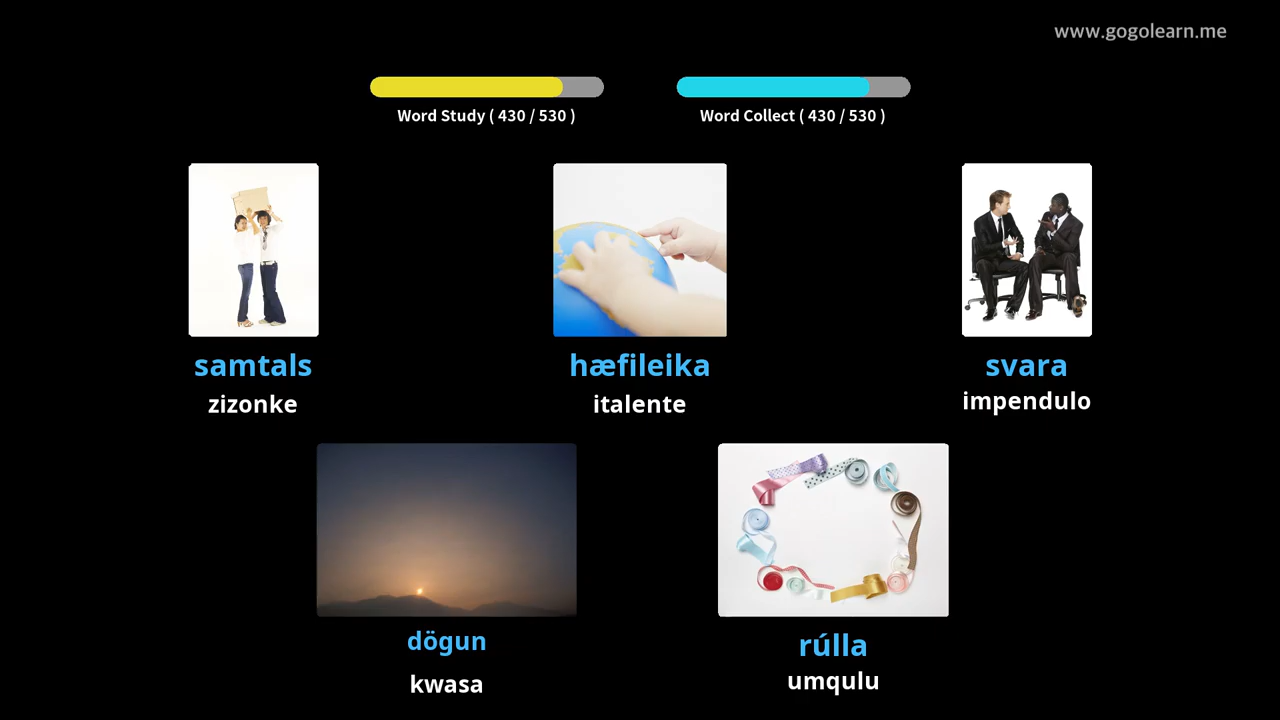 www.gogolearn.me
Word Study ( 430 / 530 )
Word Collect ( 430 / 530 )
samtals
zizonke
hæfileika
italente
svara
impendulo
dögun
kwasa
rúlla
umqulu